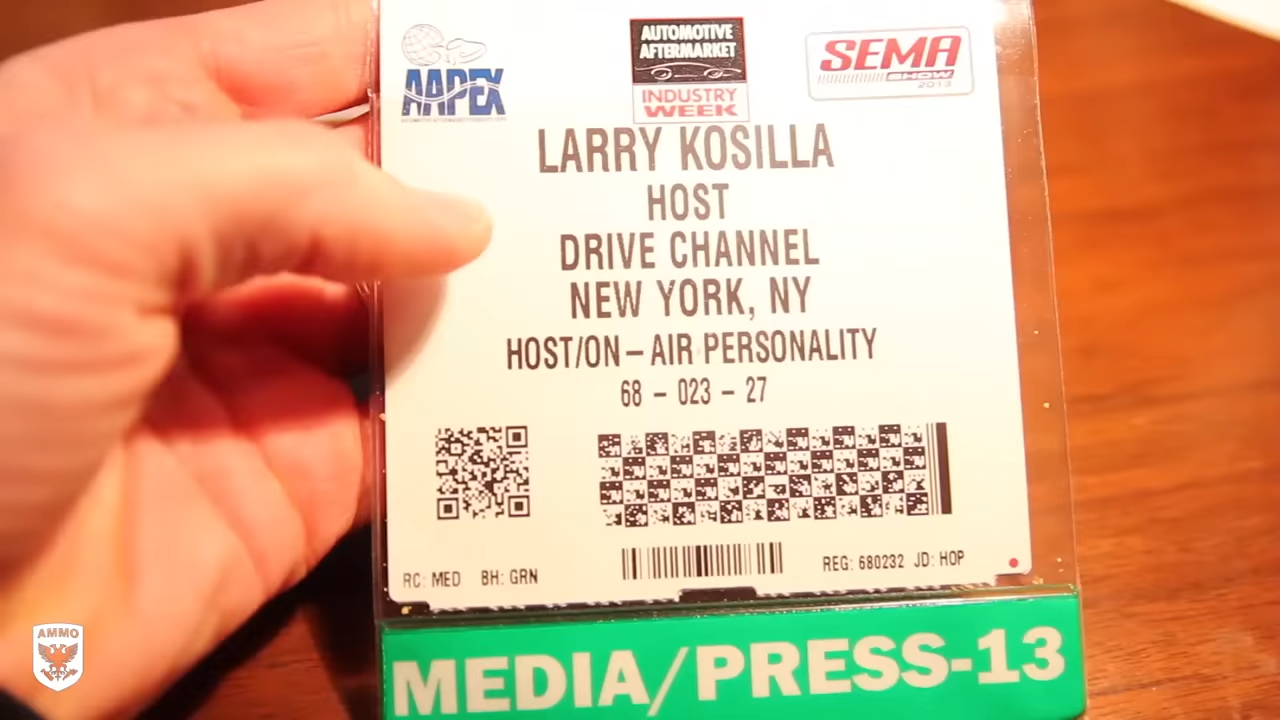 AAPEX
AUTOMOTIVE
AFTERMARKET
INDUSTRY
WEEK
SEMA
SHOW
2013
LARRY KOSILLA
HOST
DRIVE CHANNEL
NEW YORK, NY
HOST/ON – AIR PERSONALITY
68 – 023 – 27
RC: MED BH: GRN
REG: 680232 JD: HOP
MEDIA/PRESS-13
AMMO